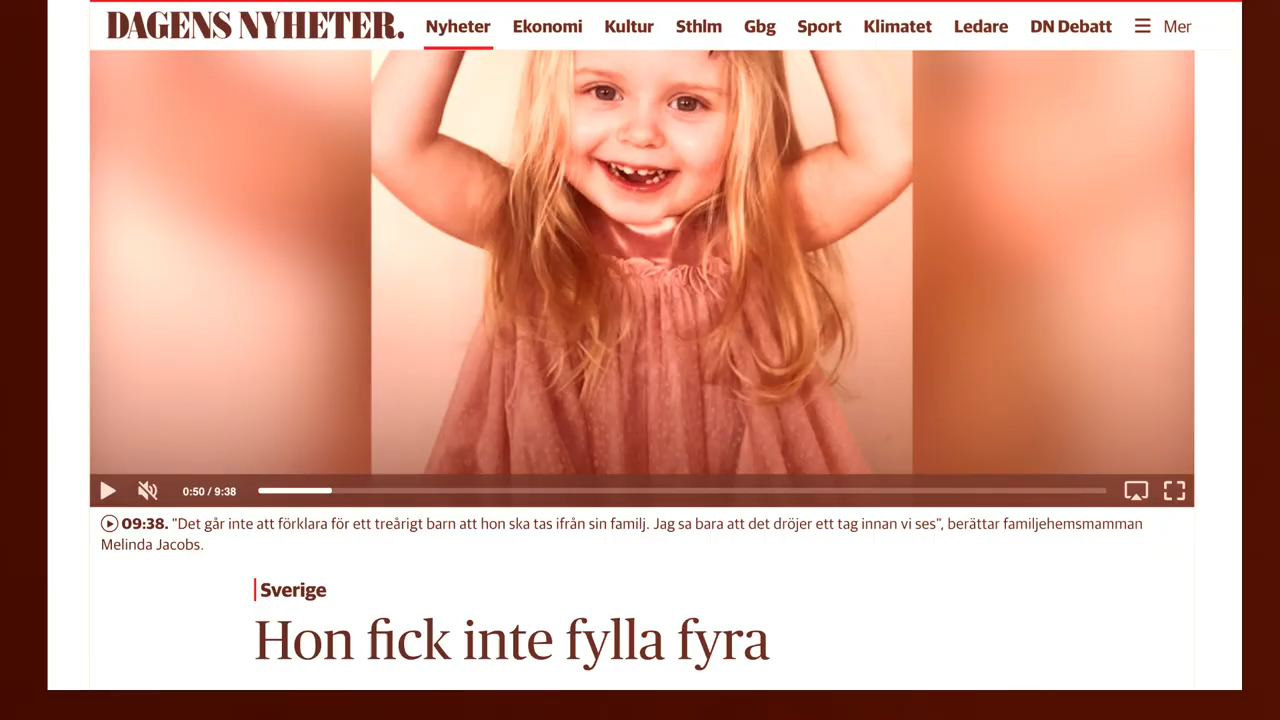 DAGENS NYHETER. Nyheter Ekonomi Kultur Sthlm Gbg Sport Klimatet Ledare DN Debatt Mer
0:50 / 9:38
09:38. "Det går inte att förklara för ett treårigt barn att hon ska tas ifrån sin familj. Jag sa bara att det dröjer ett tag innan vi ses", berättar familjehemsmamman
Melinda Jacobs.
Sverige
Hon fick inte fylla fyra